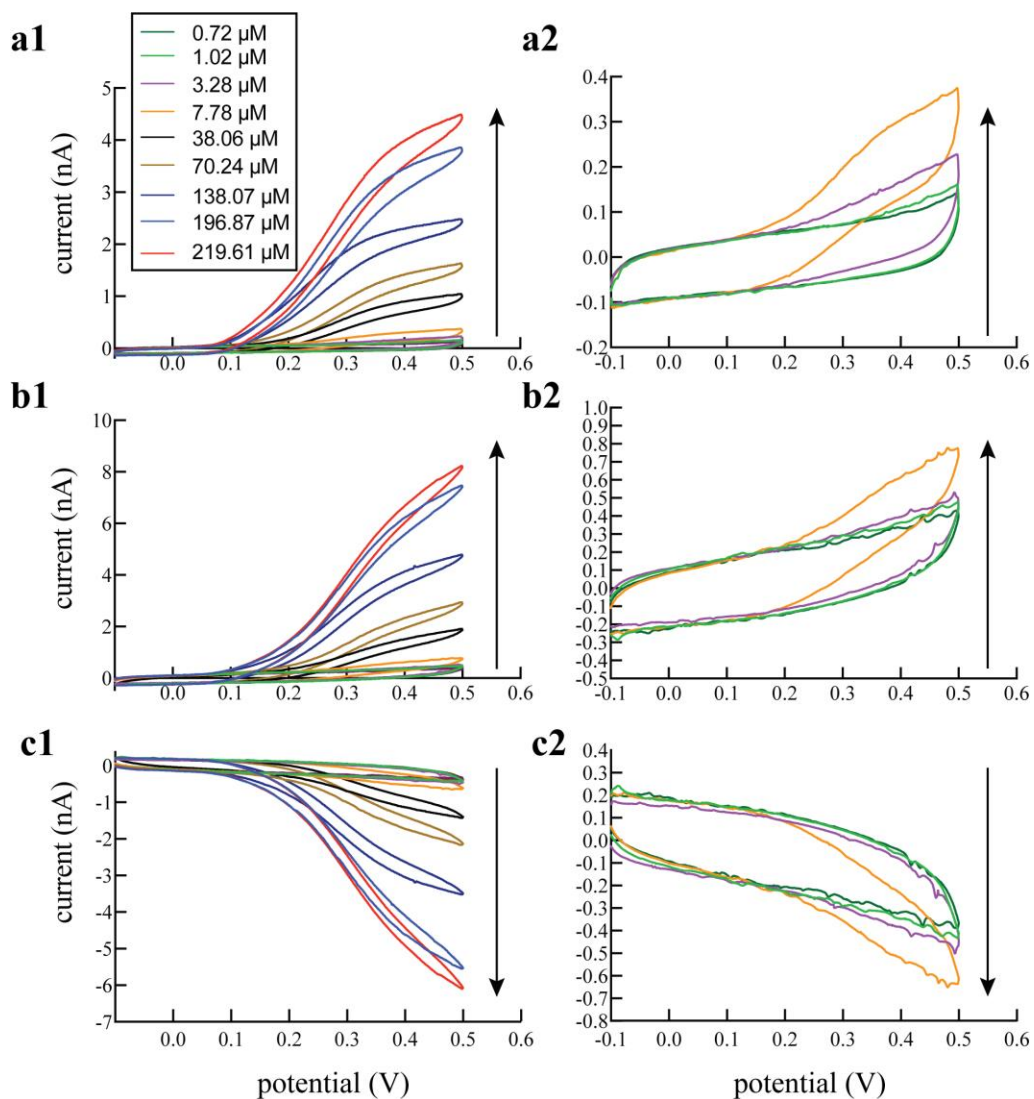 a1
0.72 µM
1.02 µM
3.28 µM
7.78 µM
38.06 µM
70.24 µM
138.07 µM
196.87 µM
219.61 µM
current (nA)
5
4
3
2
1
0
0.0 0.1 0.2 0.3 0.4 0.5 0.6
a2
0.4
0.3
0.2
0.1
0.0
-0.1
-0.2
-0.1 0.0 0.1 0.2 0.3 0.4 0.5 0.6
b1
current (nA)
10
8
6
4
2
0
0.0 0.1 0.2 0.3 0.4 0.5 0.6
b2
1.0
0.9
0.8
0.7
0.6
0.5
0.4
0.3
0.2
0.1
0.0
-0.1
-0.2
-0.3
-0.4
-0.5
-0.1 0.0 0.1 0.2 0.3 0.4 0.5 0.6
c1
current (nA)
0
-1
-2
-3
-4
-5
-6
-7
0.0 0.1 0.2 0.3 0.4 0.5 0.6
potential (V)
c2
0.4
0.3
0.2
0.1
0.0
-0.1
-0.2
-0.3
-0.4
-0.5
-0.6
-0.7
-0.8
-0.1 0.0 0.1 0.2 0.3 0.4 0.5 0.6
potential (V)